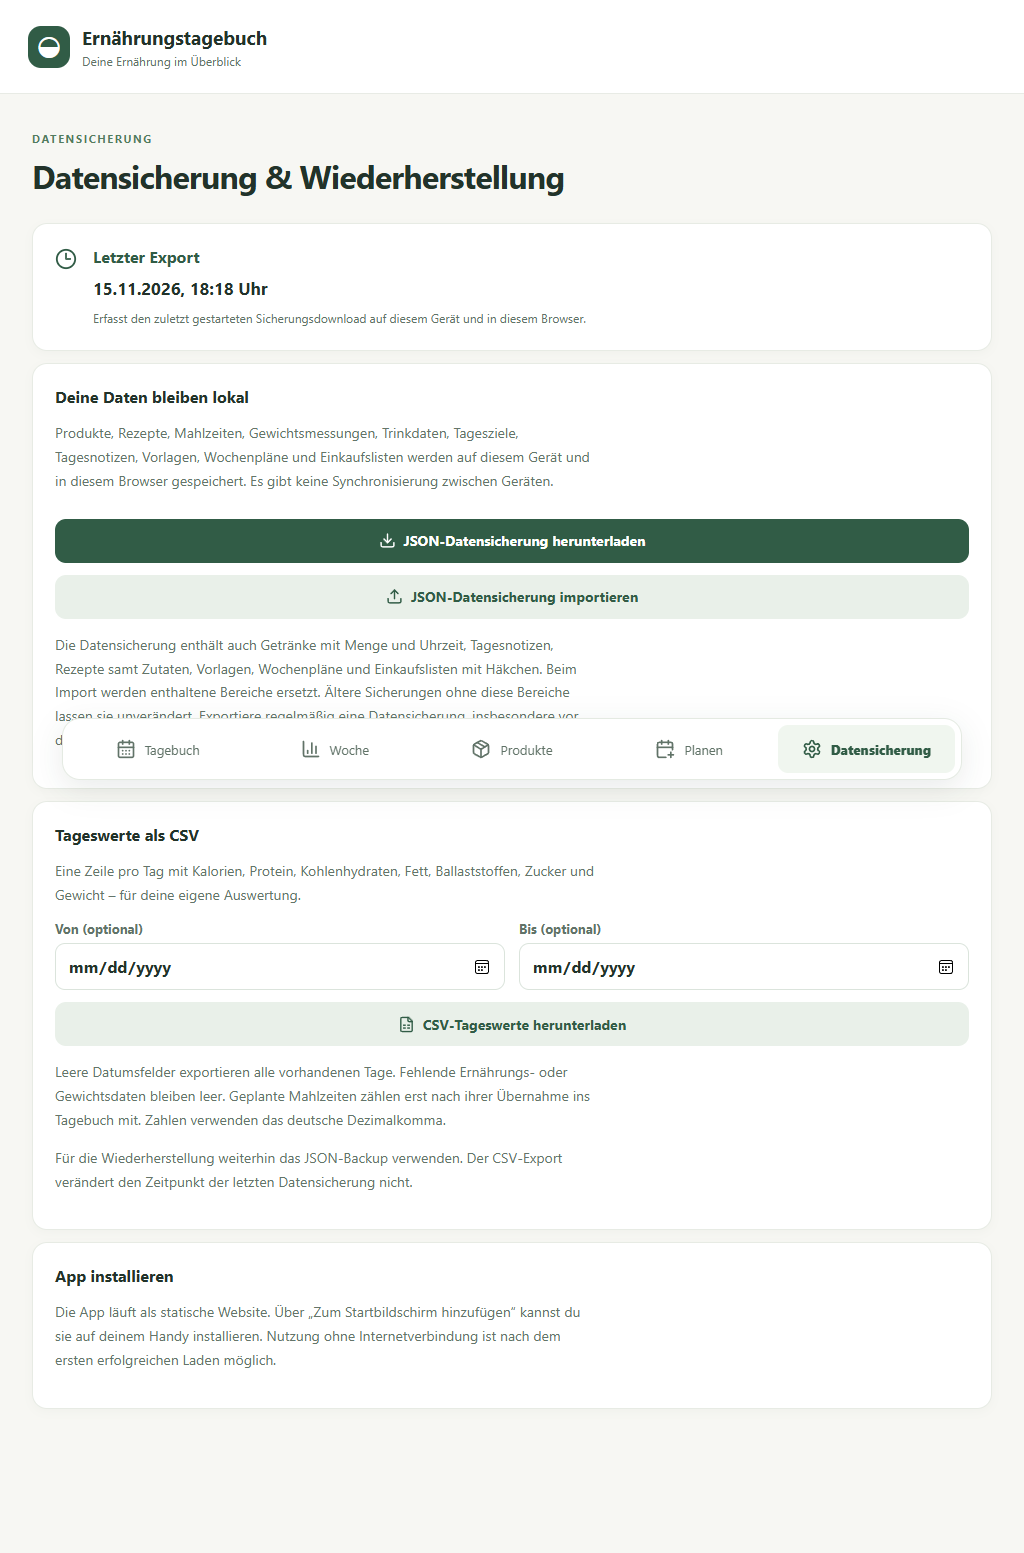 Ernährungstagebuch
Deine Ernährung im Überblick
DATENSICHERUNG
Datensicherung & Wiederherstellung
Letzter Export
15.11.2026, 18:18 Uhr
Erfasst den zuletzt gestarteten Sicherungsdownload auf diesem Gerät und in diesem Browser.
Deine Daten bleiben lokal
Produkte, Rezepte, Mahlzeiten, Gewichtsmessungen, Trinkdaten, Tagesziele,
Tagesnotizen, Vorlagen, Wochenpläne und Einkaufslisten werden auf diesem Gerät und
in diesem Browser gespeichert. Es gibt keine Synchronisierung zwischen Geräten.
JSON-Datensicherung herunterladen
JSON-Datensicherung importieren
Die Datensicherung enthält auch Getränke mit Menge und Uhrzeit, Tagesnotizen,
Rezepte samt Zutaten, Vorlagen, Wochenpläne und Einkaufslisten mit Häkchen. Beim
Import werden enthaltene Bereiche ersetzt. Ältere Sicherungen ohne diese Bereiche
lassen sie unverändert. Exportiere regelmäßig eine Datensicherung, insbesondere vor
Tagebuch
Woche
Produkte
Planen
Datensicherung
Tageswerte als CSV
Eine Zeile pro Tag mit Kalorien, Protein, Kohlenhydraten, Fett, Ballaststoffen, Zucker und
Gewicht – für deine eigene Auswertung.
Von (optional)
Bis (optional)
mm/dd/yyyy
mm/dd/yyyy
CSV-Tageswerte herunterladen
Leere Datumsfelder exportieren alle vorhandenen Tage. Fehlende Ernährungs- oder
Gewichtsdaten bleiben leer. Geplante Mahlzeiten zählen erst nach ihrer Übernahme ins
Tagebuch mit. Zahlen verwenden das deutsche Dezimalkomma.
Für die Wiederherstellung weiterhin das JSON-Backup verwenden. Der CSV-Export
verändert den Zeitpunkt der letzten Datensicherung nicht.
App installieren
Die App läuft als statische Website. Über „Zum Startbildschirm hinzufügen“ kannst du
sie auf deinem Handy installieren. Nutzung ohne Internetverbindung ist nach dem
ersten erfolgreichen Laden möglich.